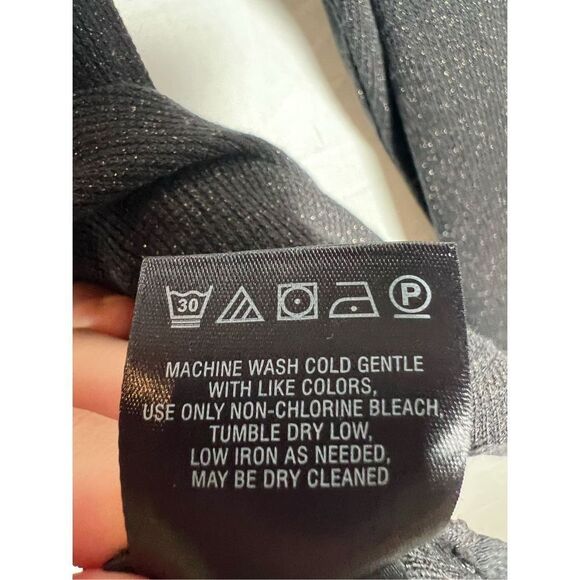 30 P
MACHINE WASH COLD GENTLE
WITH LIKE COLORS,
USE ONLY NON-CHLORINE BLEACH,
TUMBLE DRY LOW,
LOW IRON AS NEEDED,
MAY BE DRY CLEANED